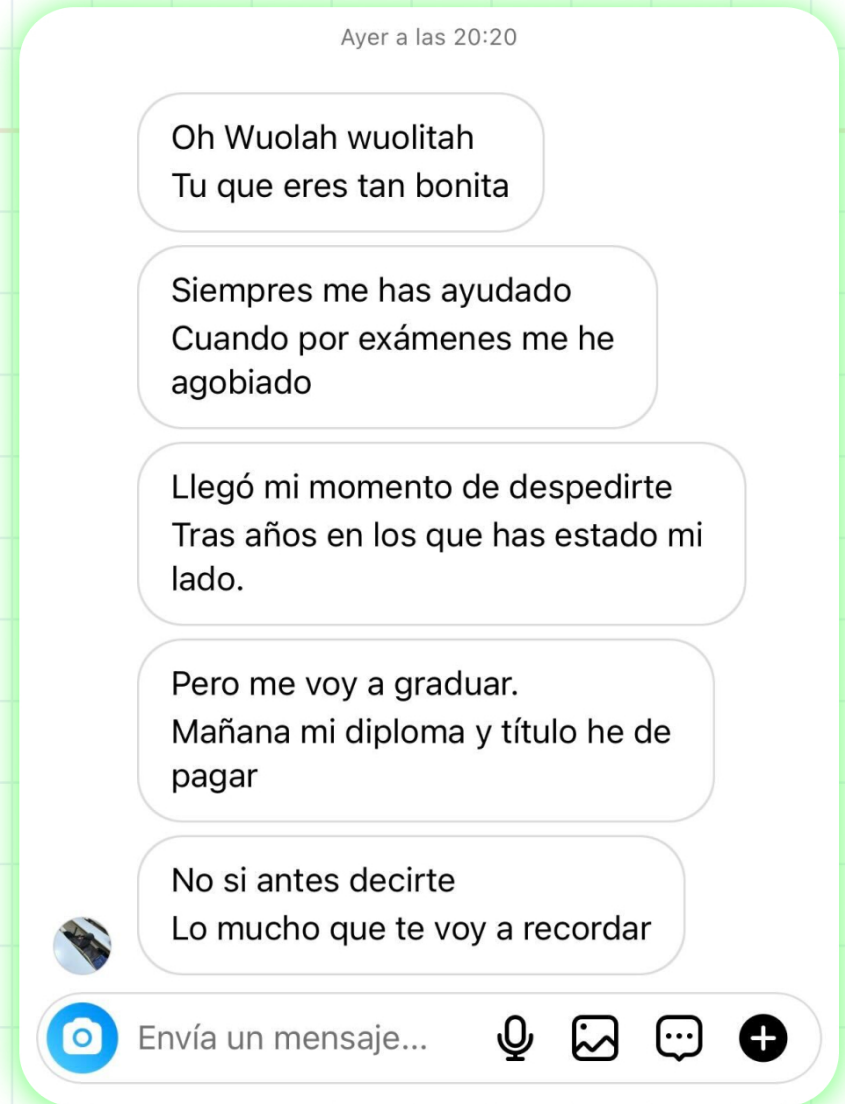 Ayer a las 20:20
Oh Wuolah wuolitah
Tu que eres tan bonita
Siempres me has ayudado
Cuando por exámenes me he
agobiado
Llegó mi momento de despedirte
Tras años en los que has estado mi
lado.
Pero me voy a graduar.
Mañana mi diploma y título he de
pagar
No si antes decirte
Lo mucho que te voy a recordar
Envía un mensaje...